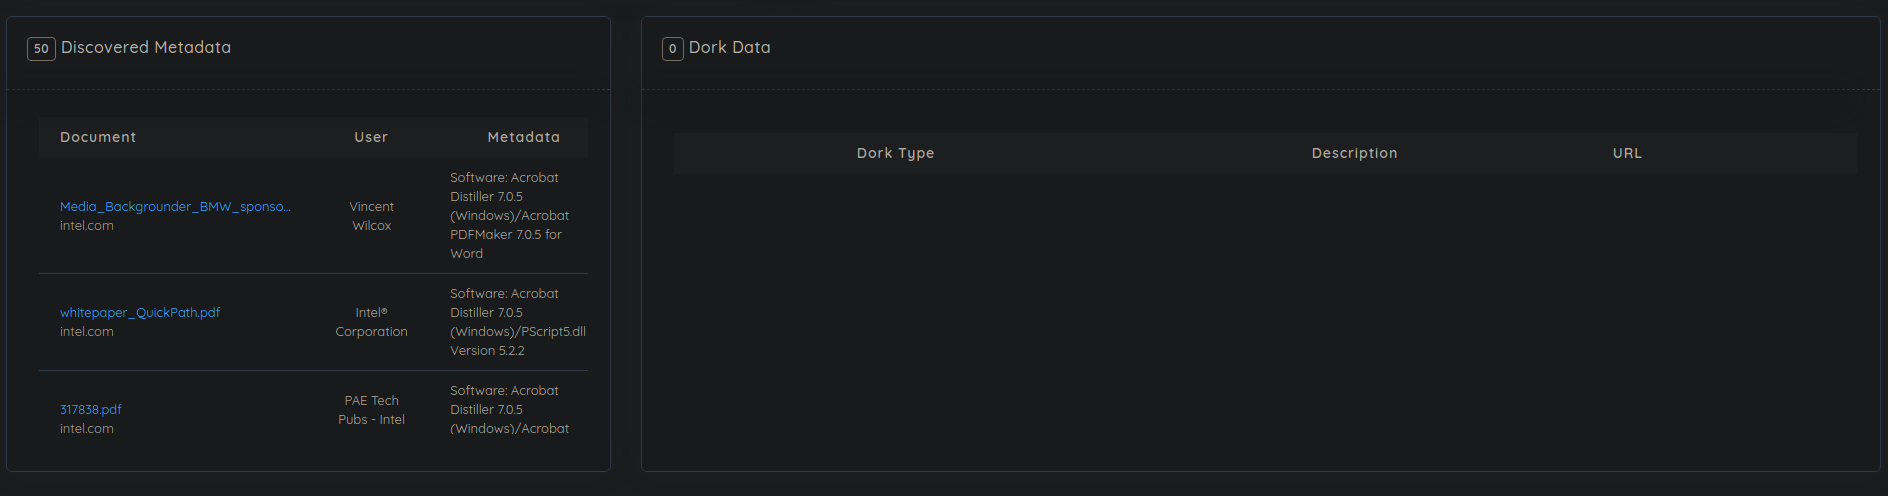 50 Discovered Metadata
Document User Metadata
Media_Backgrounder_BMW_sponso...
intel.com
Vincent
Wilcox
Software: Acrobat
Distiller 7.0.5
(Windows)/Acrobat
PDFMaker 7.0.5 for
Word
whitepaper_QuickPath.pdf
intel.com
Intel®
Corporation
Software: Acrobat
Distiller 7.0.5
(Windows)/PScript5.dll
Version 5.2.2
317838.pdf
intel.com
PAE Tech
Pubs - Intel
Software: Acrobat
Distiller 7.0.5
(Windows)/Acrobat
0 Dork Data
Dork Type Description URL